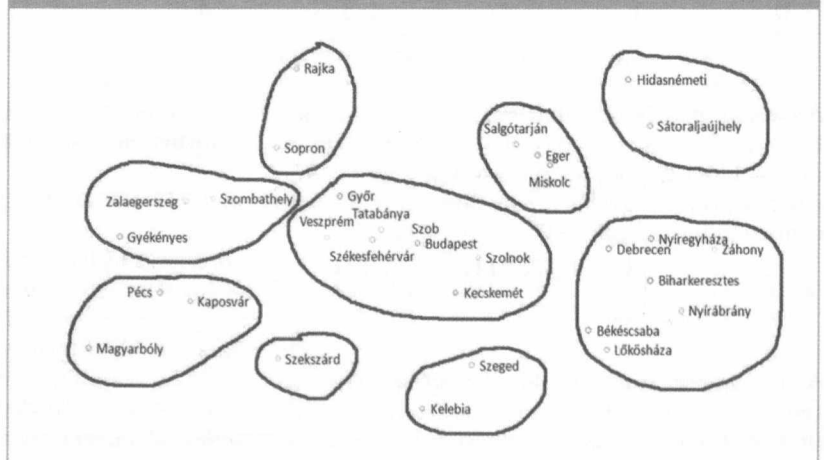 Rajka
Sopron
Hidasnémeti
Sátoraljaújhely
Salgótarján
Eger
Miskolc
Zalaegerszeg
Szombathely
Gyékényes
Győr
Tatabánya
Veszprém
Szob
Budapest
Székesfehérvár
Szolnok
Kecskemét
Nyíregyháza
Debrecen
Záhony
Biharkeresztes
Nyírábrány
Békéscsaba
Lőkösháza
Pécs
Kaposvár
Magyarbóly
Szekszárd
Szeged
Kelebia